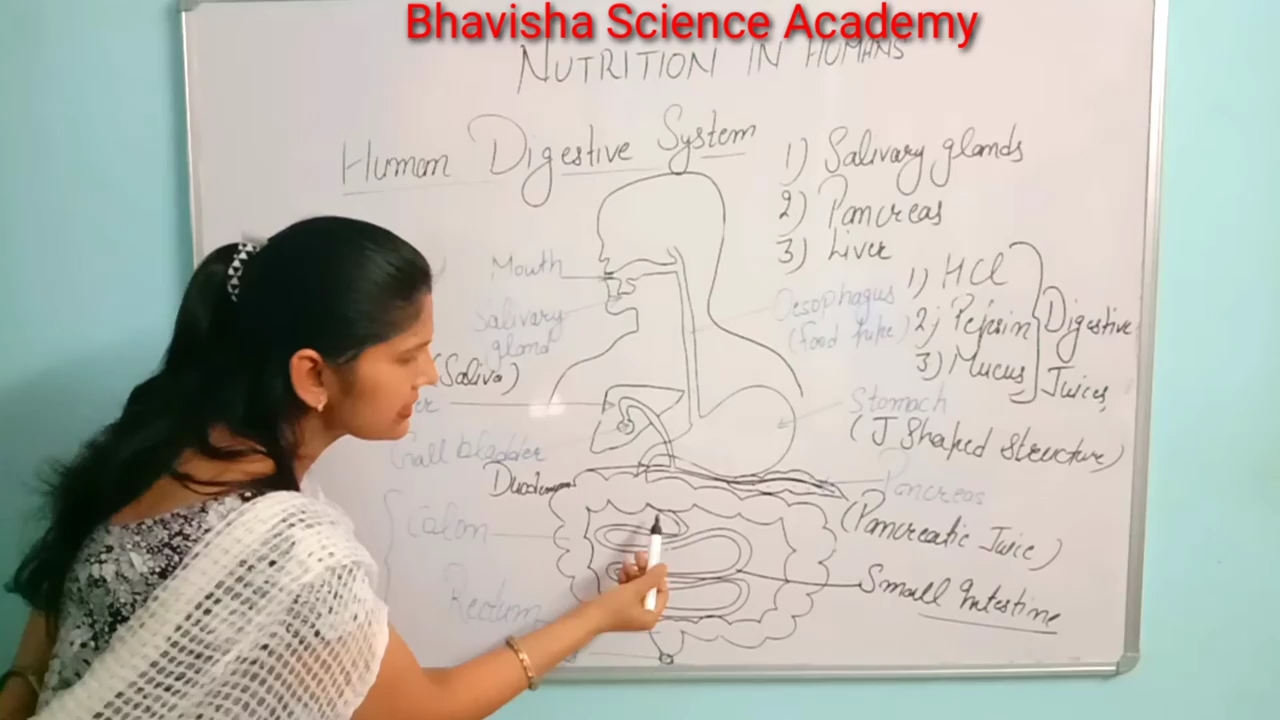 Bhavisha Science Academy
NUTRITION IN HUMANS
Human Digestive System
1) Salivary glands
2) Pancreas
3) Liver
1) HCl
2) Pepsin
3) Mucus
Digestive
Juices
Mouth
Salivary
gland
(Saliva)
Oesophagus
(Food pipe)
Stomach
(J Shaped Structure)
Gall bladder
Duodenum
Pancreas
(Pancreatic Juice)
Colon
Small Intestine
Rectum